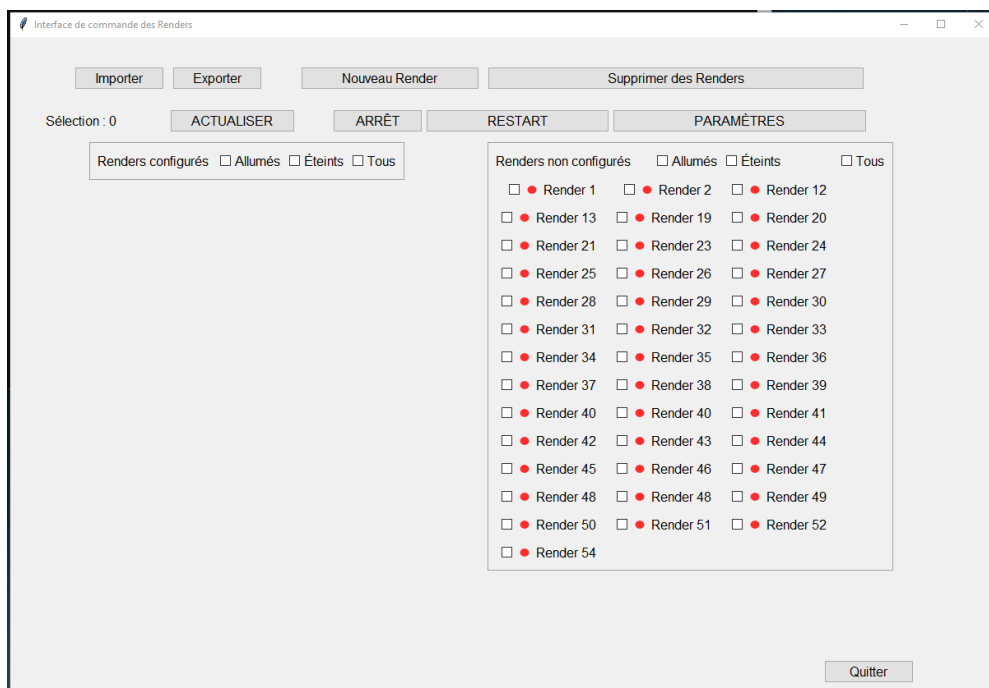 Interface de commande des Renders
Importer Exporter Nouveau Render Supprimer des Renders
Sélection : 0 ACTUALISER ARRÊT RESTART PARAMÈTRES
Renders configurés Allumés Éteints Tous
Renders non configurés Allumés Éteints Tous
Render 1 Render 2 Render 12
Render 13 Render 19 Render 20
Render 21 Render 23 Render 24
Render 25 Render 26 Render 27
Render 28 Render 29 Render 30
Render 31 Render 32 Render 33
Render 34 Render 35 Render 36
Render 37 Render 38 Render 39
Render 40 Render 40 Render 41
Render 42 Render 43 Render 44
Render 45 Render 46 Render 47
Render 48 Render 48 Render 49
Render 50 Render 51 Render 52
Render 54
Quitter